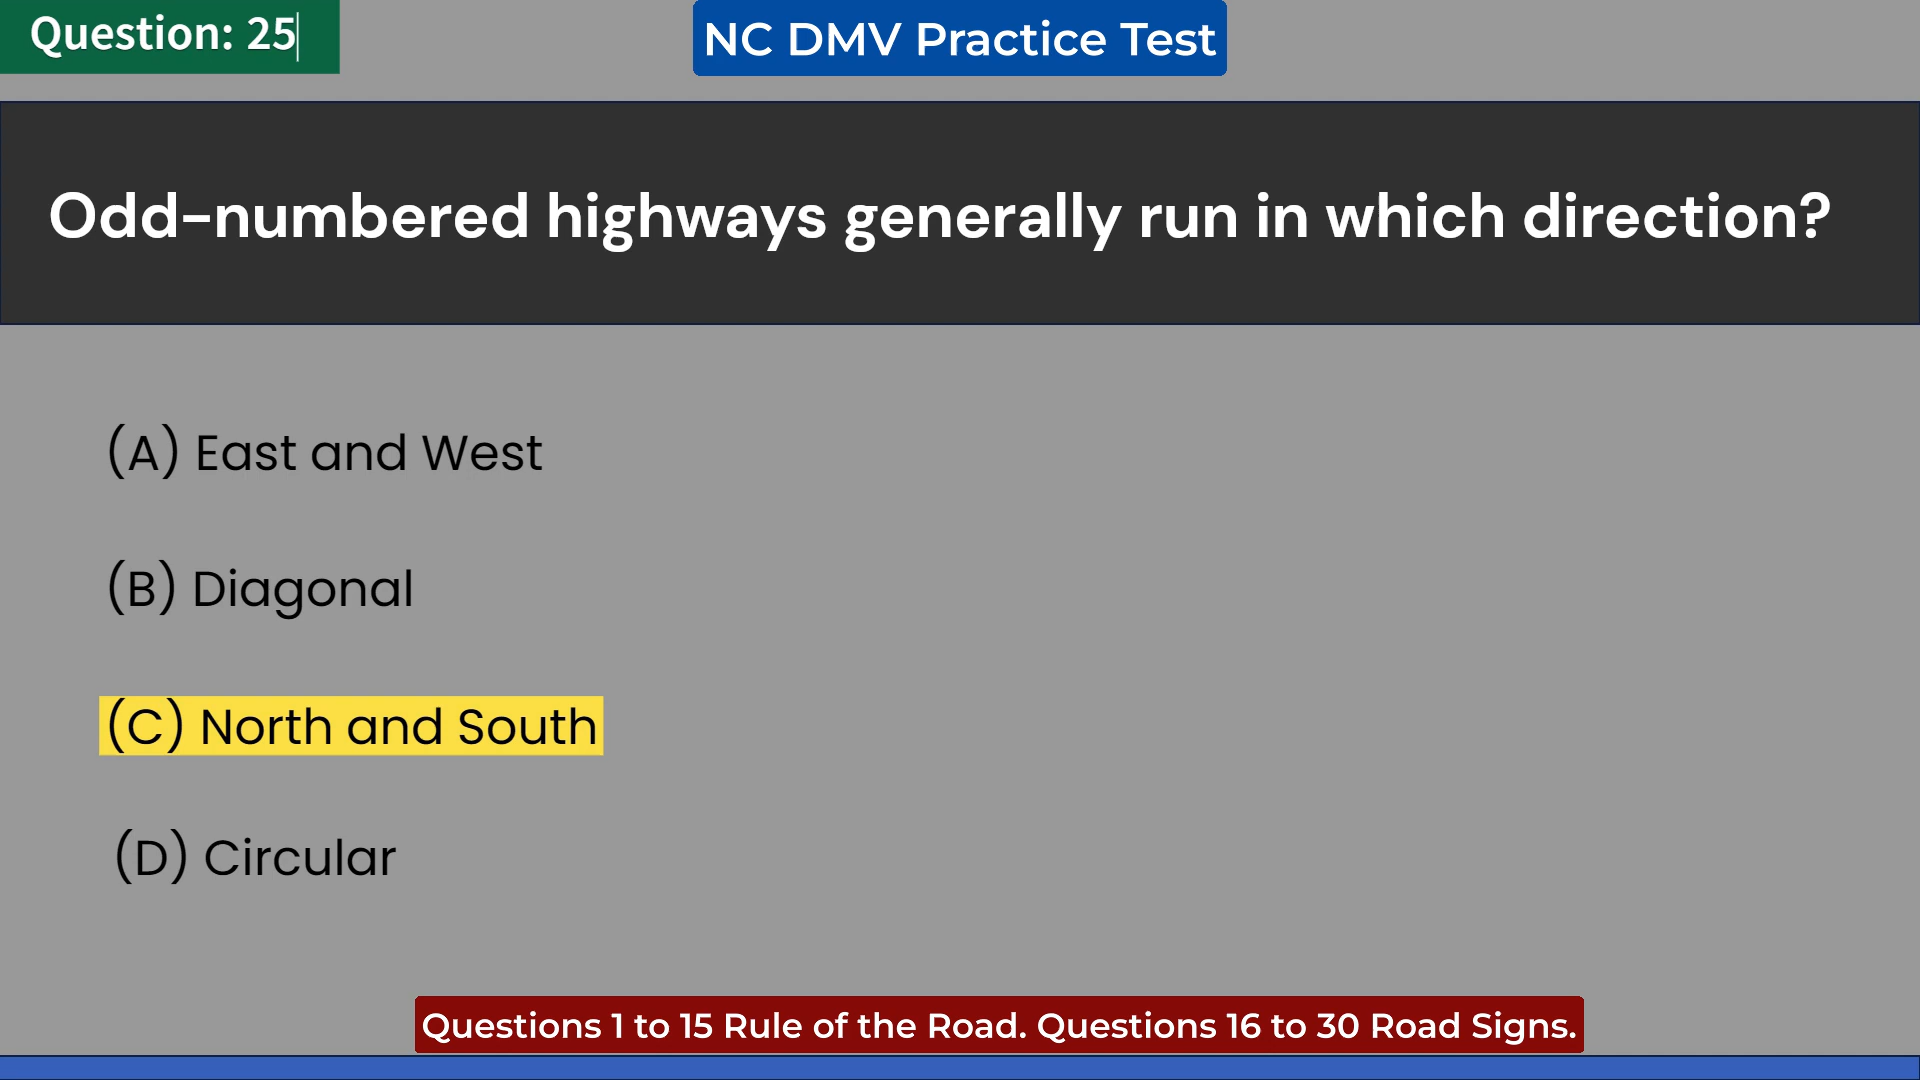 Question: 25
NC DMV Practice Test
Odd-numbered highways generally run in which direction?
(A) East and West
(B) Diagonal
(C) North and South
(D) Circular
Questions 1 to 15 Rule of the Road. Questions 16 to 30 Road Signs.